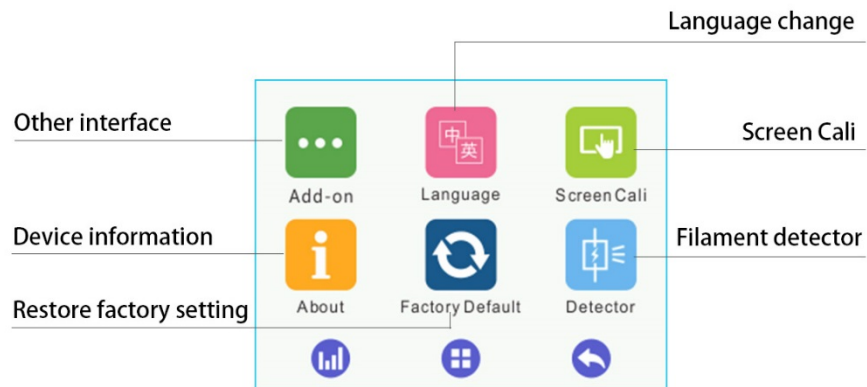 Language change
Other interface
Screen Cali
中
英
Add-on
Language
Screen Cali
Device information
Filament detector
i
Restore factory setting
About
Factory Default
Detector